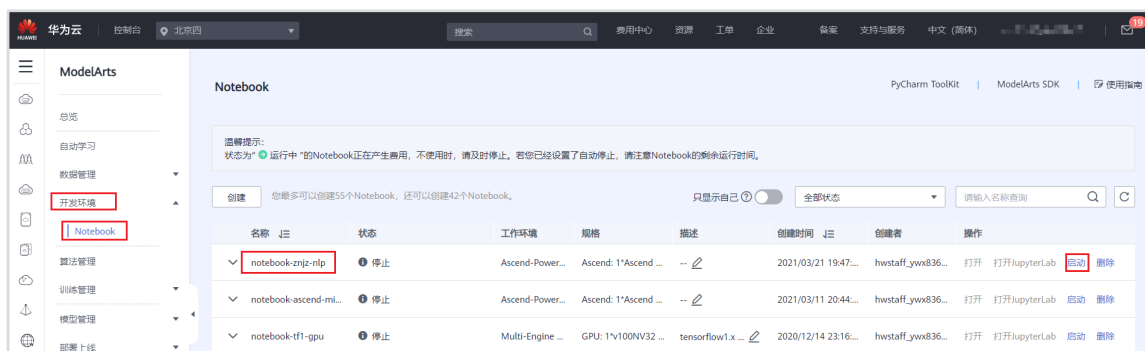 HUAWEI 华为云 控制台 北京四 搜索 费用中心 资源 工单 企业 备案 支持与服务 中文 (简体) 19
ModelArts
总览
自动学习
数据管理
开发环境
Notebook
算法管理
训练管理
模型管理
部署上线
Notebook PyCharm ToolKit | ModelArts SDK | 使用指南
温馨提示:
状态为“ 运行中 ”的Notebook正在产生费用，不使用时，请及时停止。若您已经设置了自动停止，请注意Notebook的剩余运行时间。
创建 您最多可以创建55个Notebook，还可以创建42个Notebook。 只显示自己 全部状态 请输入名称查询
名称 状态 工作环境 规格 描述 创建时间 创建者 操作
notebook-znjz-nlp 停止 Ascend-Power... Ascend: 1*Ascend ... -- 2021/03/21 19:47:... hwstaff_ywx836... 打开 打开JupyterLab 启动 删除
notebook-ascend-mi... 停止 Ascend-Power... Ascend: 1*Ascend ... -- 2021/03/11 20:44:... hwstaff_ywx836... 打开 打开JupyterLab 启动 删除
notebook-tf1-gpu 停止 Multi-Engine ... GPU: 1*v100NV32 ... tensorflow1.x ... 2020/12/14 23:16:... hwstaff_ywx836... 打开 打开JupyterLab 启动 删除